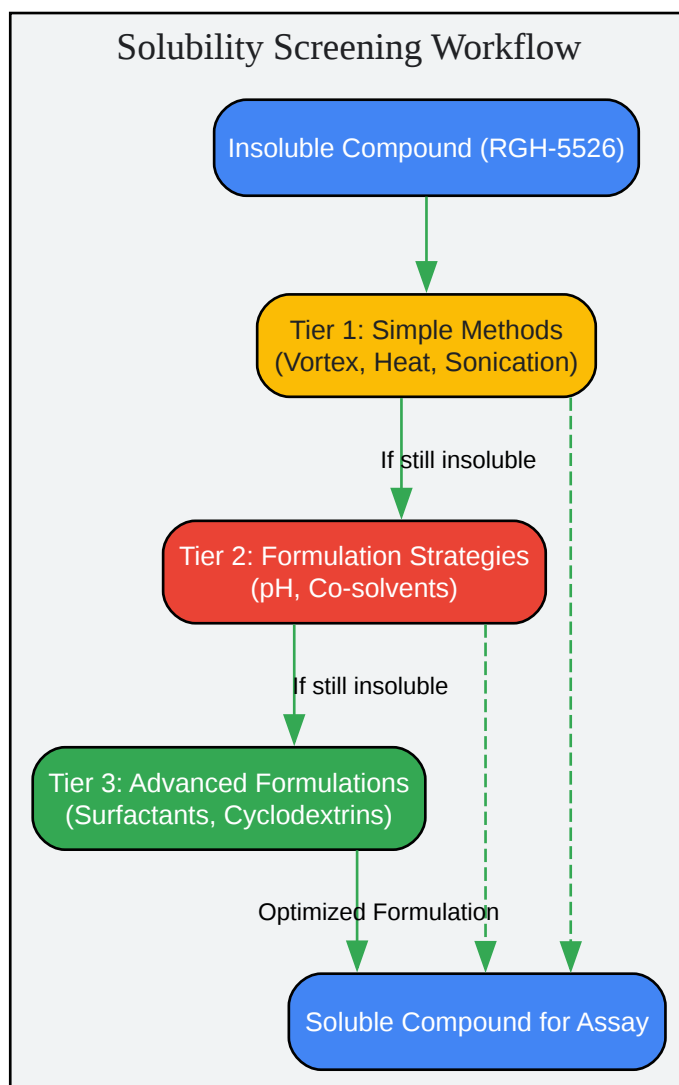 Solubility Screening Workflow
Insoluble Compound (RGH-5526)
Tier 1: Simple Methods
(Vortex, Heat, Sonication)
If still insoluble
Tier 2: Formulation Strategies
(pH, Co-solvents)
If still insoluble
Tier 3: Advanced Formulations
(Surfactants, Cyclodextrins)
Optimized Formulation
Soluble Compound for Assay